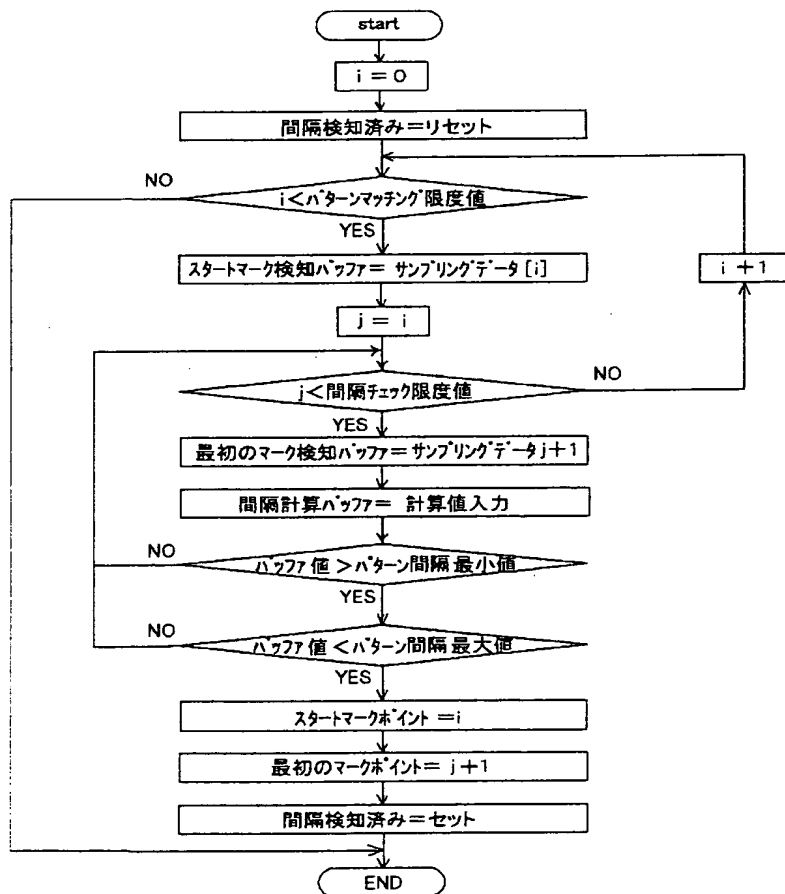 start
i = 0
間隔検知済み＝リセット
NO
i＜パターンマッチング限度値
YES
スタートマーク検知バッファ＝ サンプリングデータ[i]
i + 1
j = i
j＜間隔チェック限度値
NO
YES
最初のマーク検知バッファ＝サンプリングデータj＋1
間隔計算バッファ＝ 計算値入力
NO
バッファ値＞パターン間隔最小値
YES
NO
バッファ値＜パターン間隔最大値
YES
スタートマークポイント＝i
最初のマークポイント＝ j＋1
間隔検知済み＝セット
END